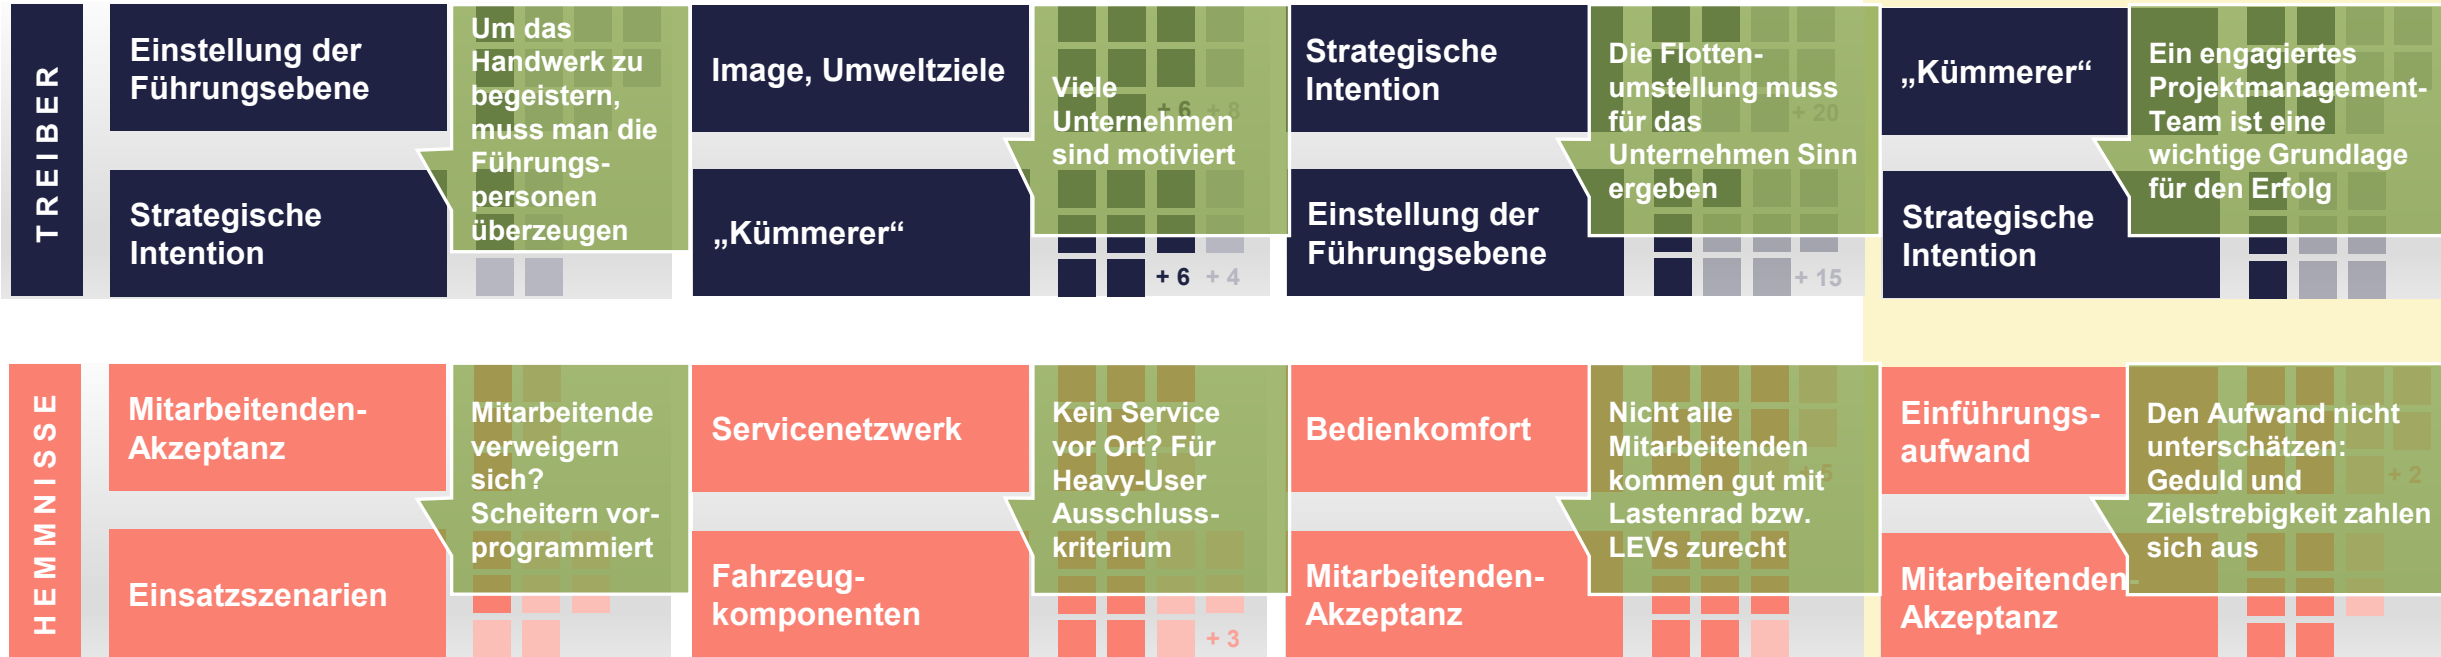 TREIBER
Einstellung der
Führungsebene
Strategische
Intention
Um das
Handwerk zu
begeistern,
muss man die
Führungs-
personen
überzeugen
Image, Umweltziele
„Kümmerer“
Viele
Unternehmen
sind motiviert
+ 6 + 8
+ 6 + 4
Strategische
Intention
Einstellung der
Führungsebene
Die Flotten-
umstellung muss
für das
Unternehmen Sinn
ergeben
+ 20
+ 15
„Kümmerer“
Strategische
Intention
Ein engagiertes
Projektmanagement-
Team ist eine
wichtige Grundlage
für den Erfolg
HEMMNISSE
Mitarbeitenden-
Akzeptanz
Einsatzszenarien
Mitarbeitende
verweigern
sich?
Scheitern vor-
programmiert
Servicenetzwerk
Fahrzeug-
komponenten
Kein Service
vor Ort? Für
Heavy-User
Ausschluss-
kriterium
+ 3
Bedienkomfort
Mitarbeitenden-
Akzeptanz
Nicht alle
Mitarbeitenden
kommen gut mit
Lastenrad bzw.
LEVs zurecht
+ 5
Einführungs-
aufwand
Mitarbeitenden-
Akzeptanz
Den Aufwand nicht
unterschätzen:
Geduld und
Zielstrebigkeit zahlen
sich aus
+ 2